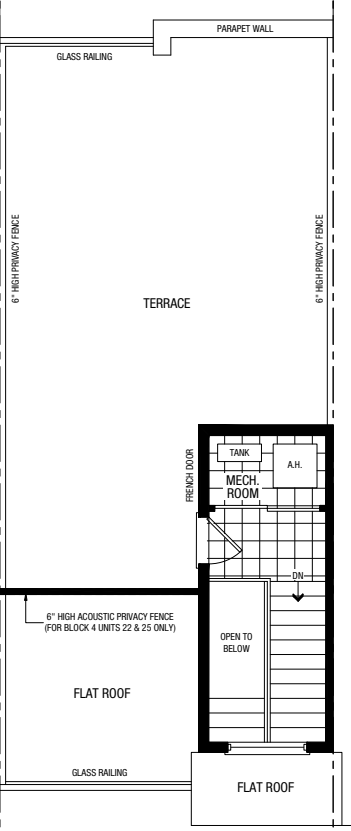 PARAPET WALL
GLASS RAILING
6" HIGH PRIVACY FENCE
6" HIGH PRIVACY FENCE
TERRACE
FRENCH DOOR
TANK
A.H.
MECH.
ROOM
DN
6" HIGH ACOUSTIC PRIVACY FENCE
(FOR BLOCK 4 UNITS 22 & 25 ONLY)
OPEN TO
BELOW
FLAT ROOF
GLASS RAILING
FLAT ROOF